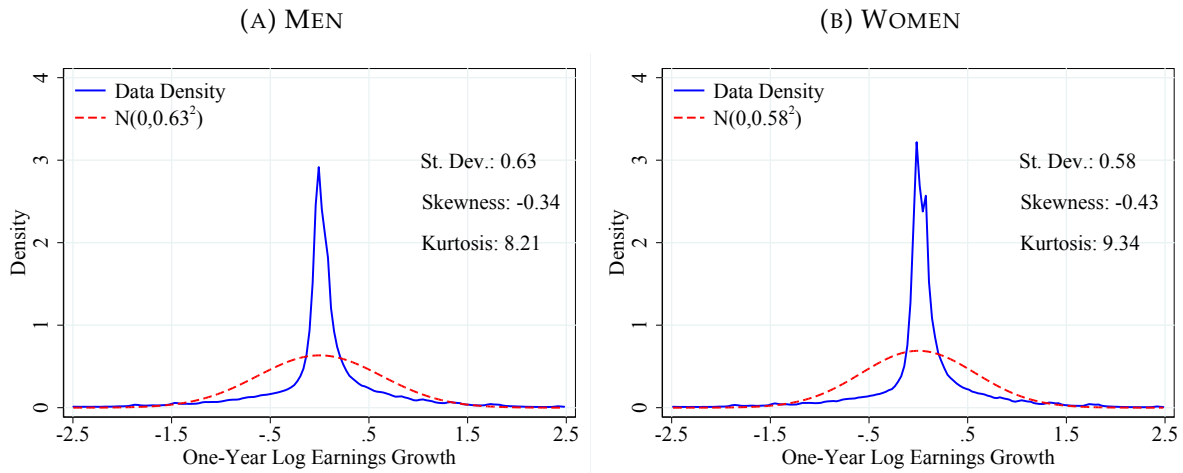 (A) MEN
4
3
2
1
0
Density
Data Density
N(0,0.63²)
St. Dev.: 0.63
Skewness: -0.34
Kurtosis: 8.21
-2.5 -1.5 -.5 .5 1.5 2.5
One-Year Log Earnings Growth
(B) WOMEN
4
3
2
1
0
Density
Data Density
N(0,0.58²)
St. Dev.: 0.58
Skewness: -0.43
Kurtosis: 9.34
-2.5 -1.5 -.5 .5 1.5 2.5
One-Year Log Earnings Growth